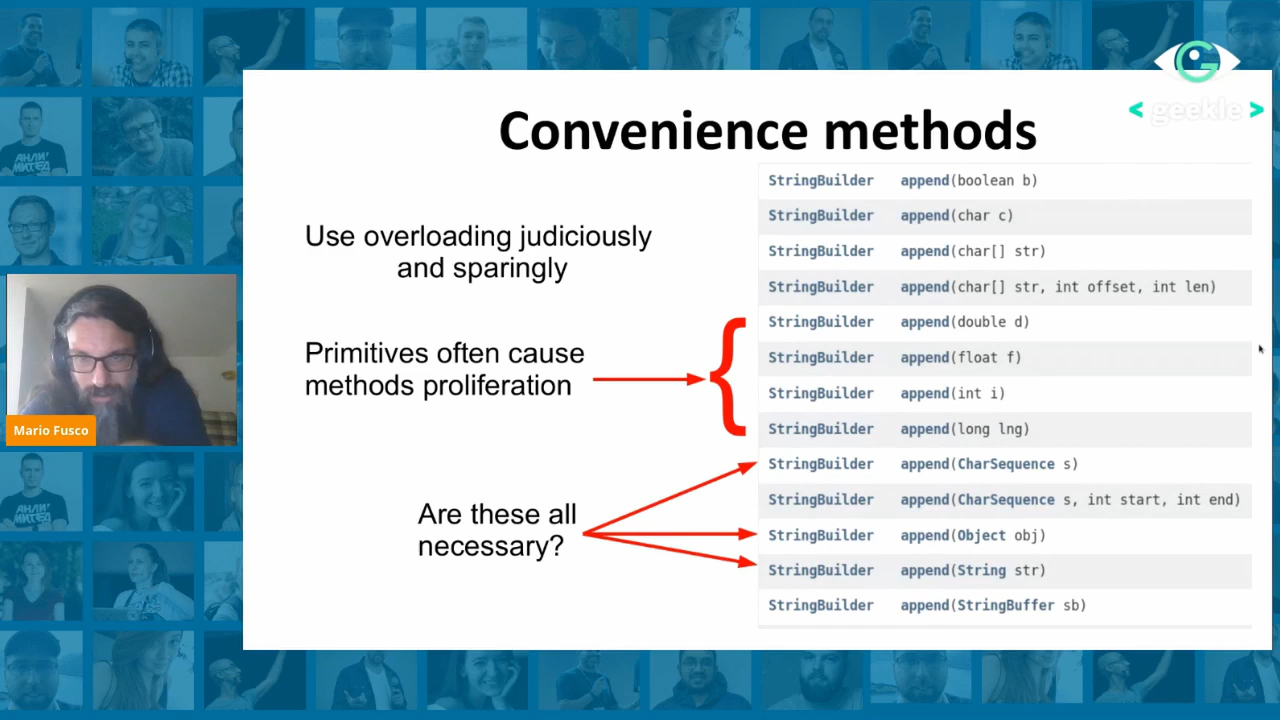 Convenience methods
< geekle >
Use overloading judiciously
and sparingly
Primitives often cause
methods proliferation
Are these all
necessary?
StringBuilder append(boolean b)
StringBuilder append(char c)
StringBuilder append(char[] str)
StringBuilder append(char[] str, int offset, int len)
StringBuilder append(double d)
StringBuilder append(float f)
StringBuilder append(int i)
StringBuilder append(long lng)
StringBuilder append(CharSequence s)
StringBuilder append(CharSequence s, int start, int end)
StringBuilder append(Object obj)
StringBuilder append(String str)
StringBuilder append(StringBuffer sb)
Mario Fusco
АНЛИ
МИТЕД
АНЛИ